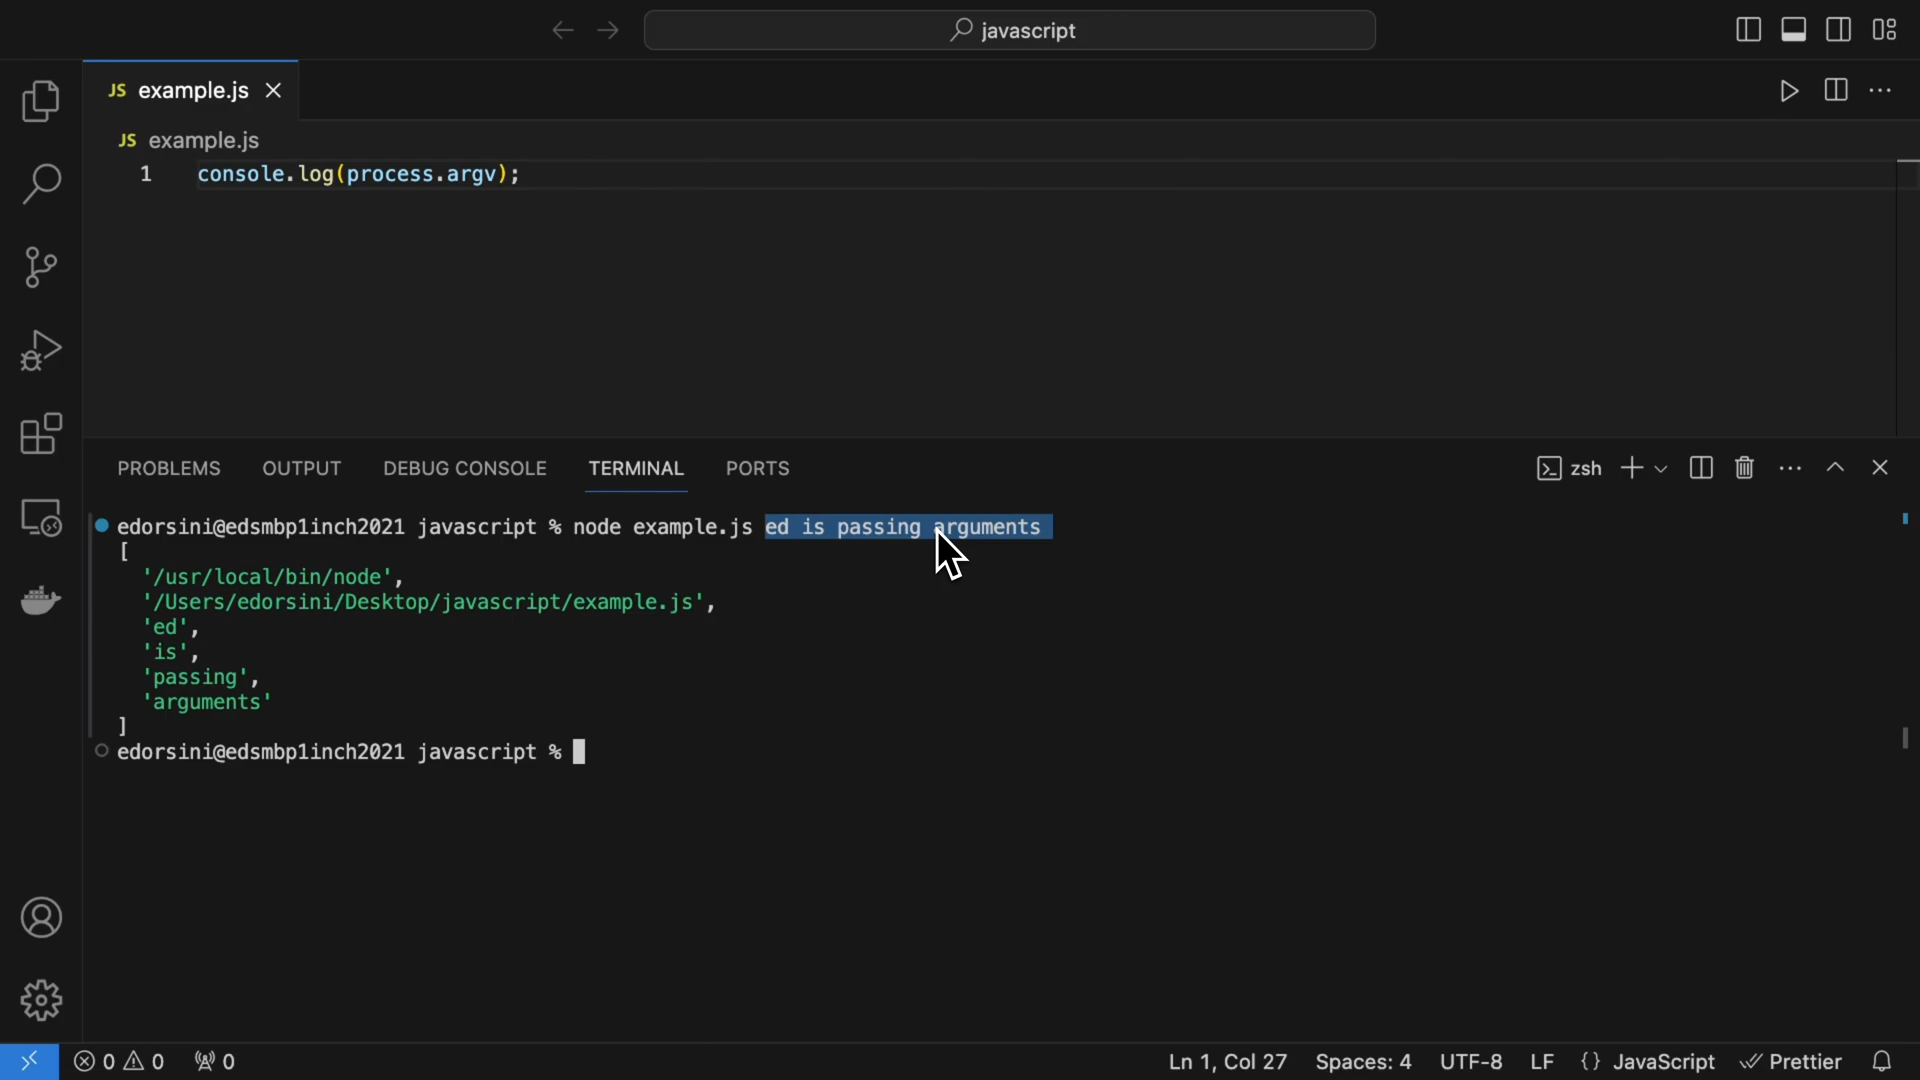 javascript
JS example.js
JS example.js
1 console.log(process.argv);
PROBLEMS OUTPUT DEBUG CONSOLE TERMINAL PORTS
zsh
edorsini@edsmbp1inch2021 javascript % node example.js ed is passing arguments
[
'/usr/local/bin/node',
'/Users/edorsini/Desktop/javascript/example.js',
'ed',
'is',
'passing',
'arguments'
]
edorsini@edsmbp1inch2021 javascript %
0 0 0 Ln 1, Col 27 Spaces: 4 UTF-8 LF {} JavaScript Prettier